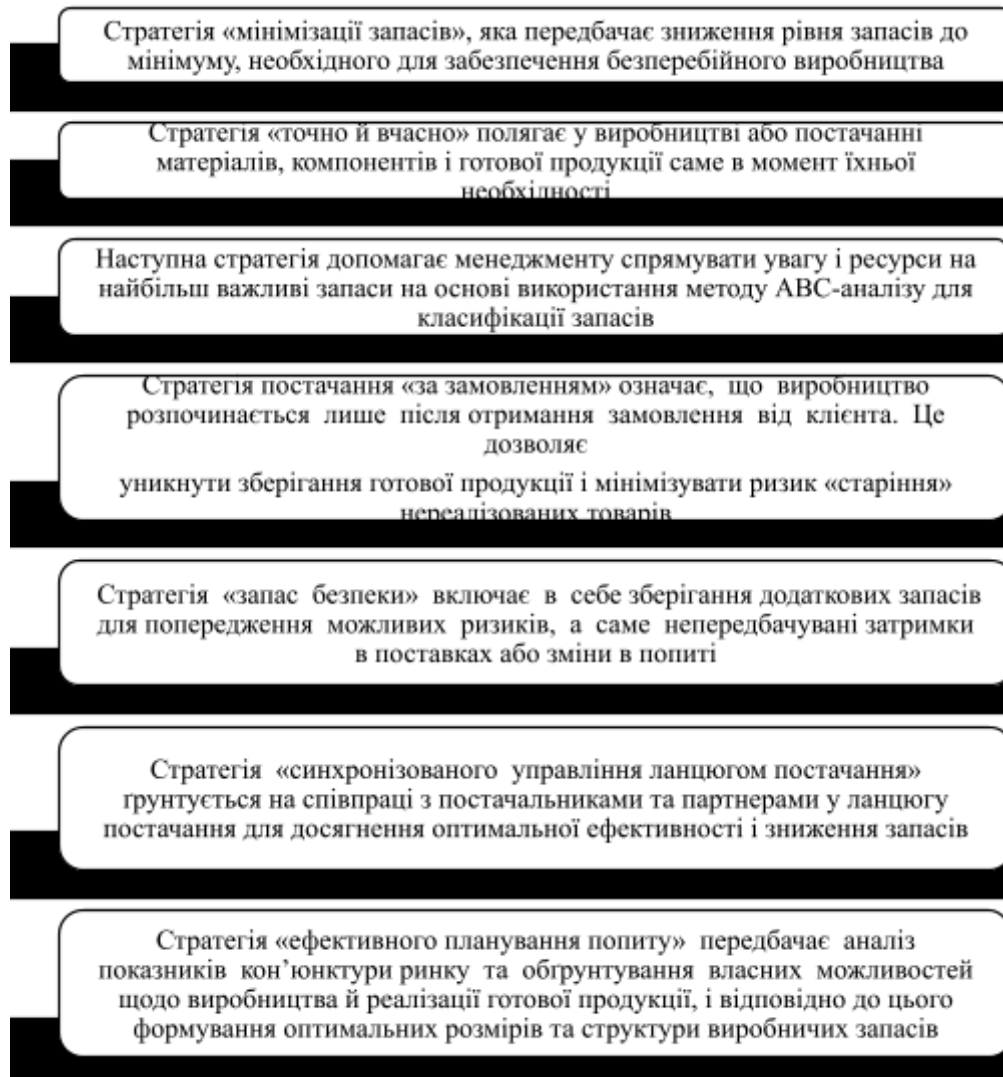 Стратегія «мінімізації запасів», яка передбачає зниження рівня запасів до
мінімуму, необхідного для забезпечення безперебійного виробництва
Стратегія «точно й вчасно» полягає у виробництві або постачанні
матеріалів, компонентів і готової продукції саме в момент їхньої
необхідності
Наступна стратегія допомагає менеджменту спрямувати увагу і ресурси на
найбільш важливі запаси на основі використання методу АВС-аналізу для
класифікації запасів
Стратегія постачання «за замовленням» означає, що виробництво
розпочинається лише після отримання замовлення від клієнта. Це
дозволяє
уникнути зберігання готової продукції і мінімізувати ризик «старіння»
нереалізованих товарів
Стратегія «запас безпеки» включає в себе зберігання додаткових запасів
для попередження можливих ризиків, а саме непередбачувані затримки
в поставках або зміни в попиті
Стратегія «синхронізованого управління ланцюгом постачання»
ґрунтується на співпраці з постачальниками та партнерами у ланцюгу
постачання для досягнення оптимальної ефективності і зниження запасів
Стратегія «ефективного планування попиту» передбачає аналіз
показників кон’юнктури ринку та обґрунтування власних можливостей
щодо виробництва й реалізації готової продукції, і відповідно до цього
формування оптимальних розмірів та структури виробничих запасів